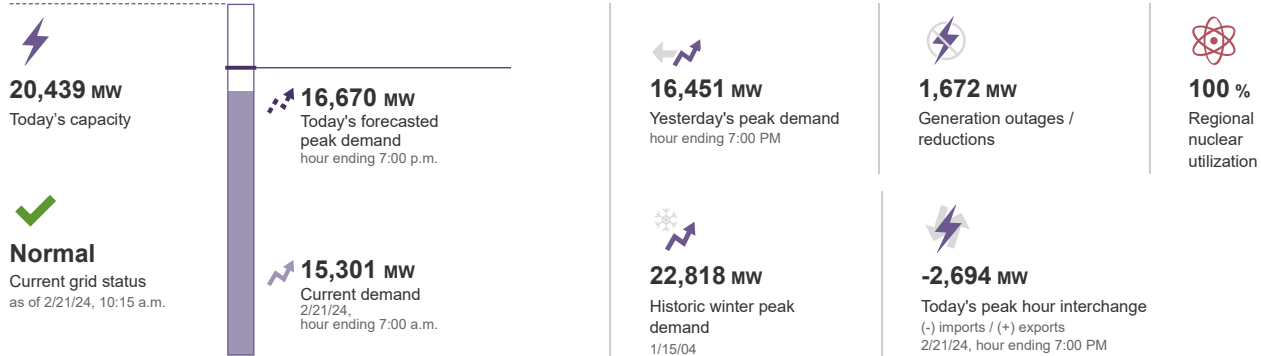 20,439 MW
Today's capacity
Normal
Current grid status
as of 2/21/24, 10:15 a.m.
16,670 MW
Today's forecasted
peak demand
hour ending 7:00 p.m.
15,301 MW
Current demand
2/21/24,
hour ending 7:00 a.m.
16,451 MW
Yesterday's peak demand
hour ending 7:00 PM
1,672 MW
Generation outages /
reductions
100 %
Regional
nuclear
utilization
22,818 MW
Historic winter peak
demand
1/15/04
-2,694 MW
Today's peak hour interchange
(-) imports / (+) exports
2/21/24, hour ending 7:00 PM